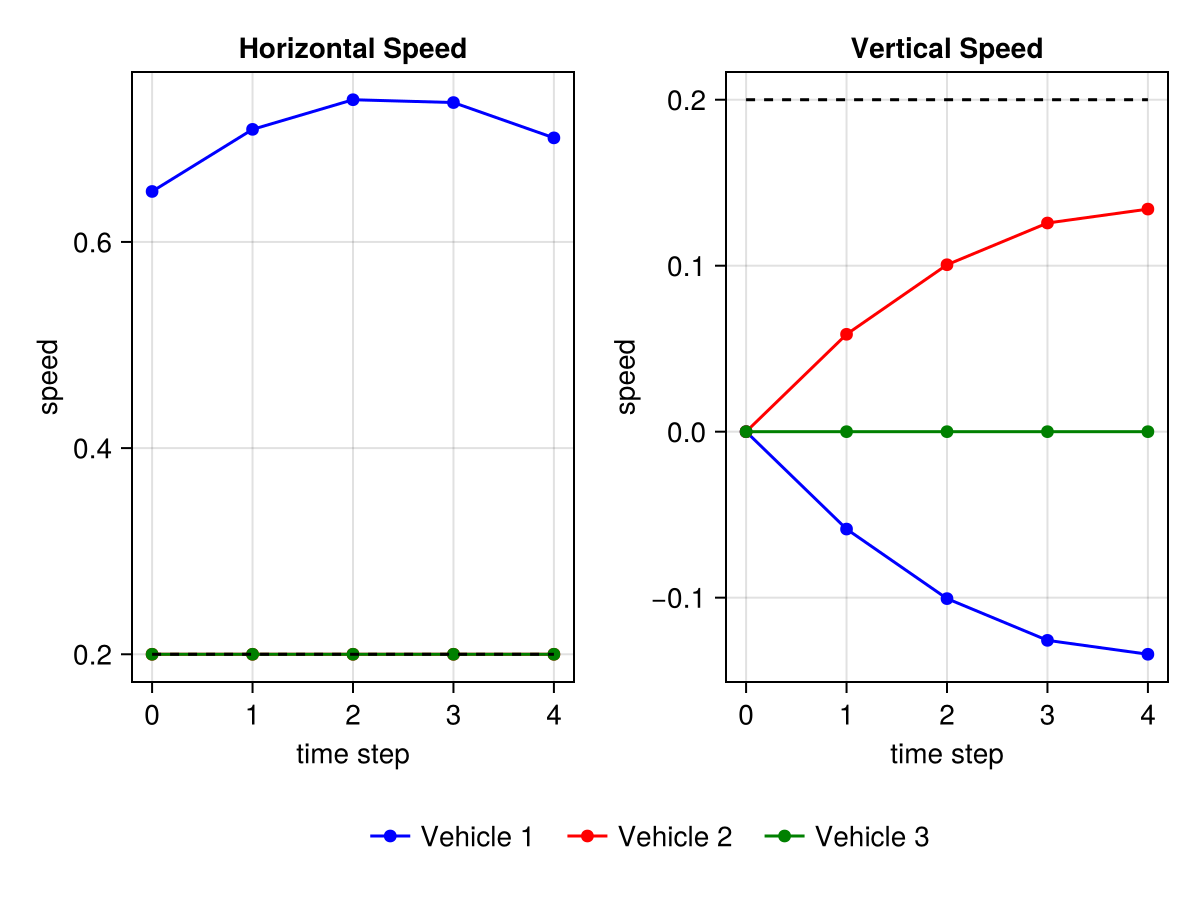 Horizontal Speed
0.6
0.4
0.2
speed
0 1 2 3 4
time step
Vertical Speed
0.2
0.1
0.0
−0.1
speed
0 1 2 3 4
time step
Vehicle 1 Vehicle 2 Vehicle 3